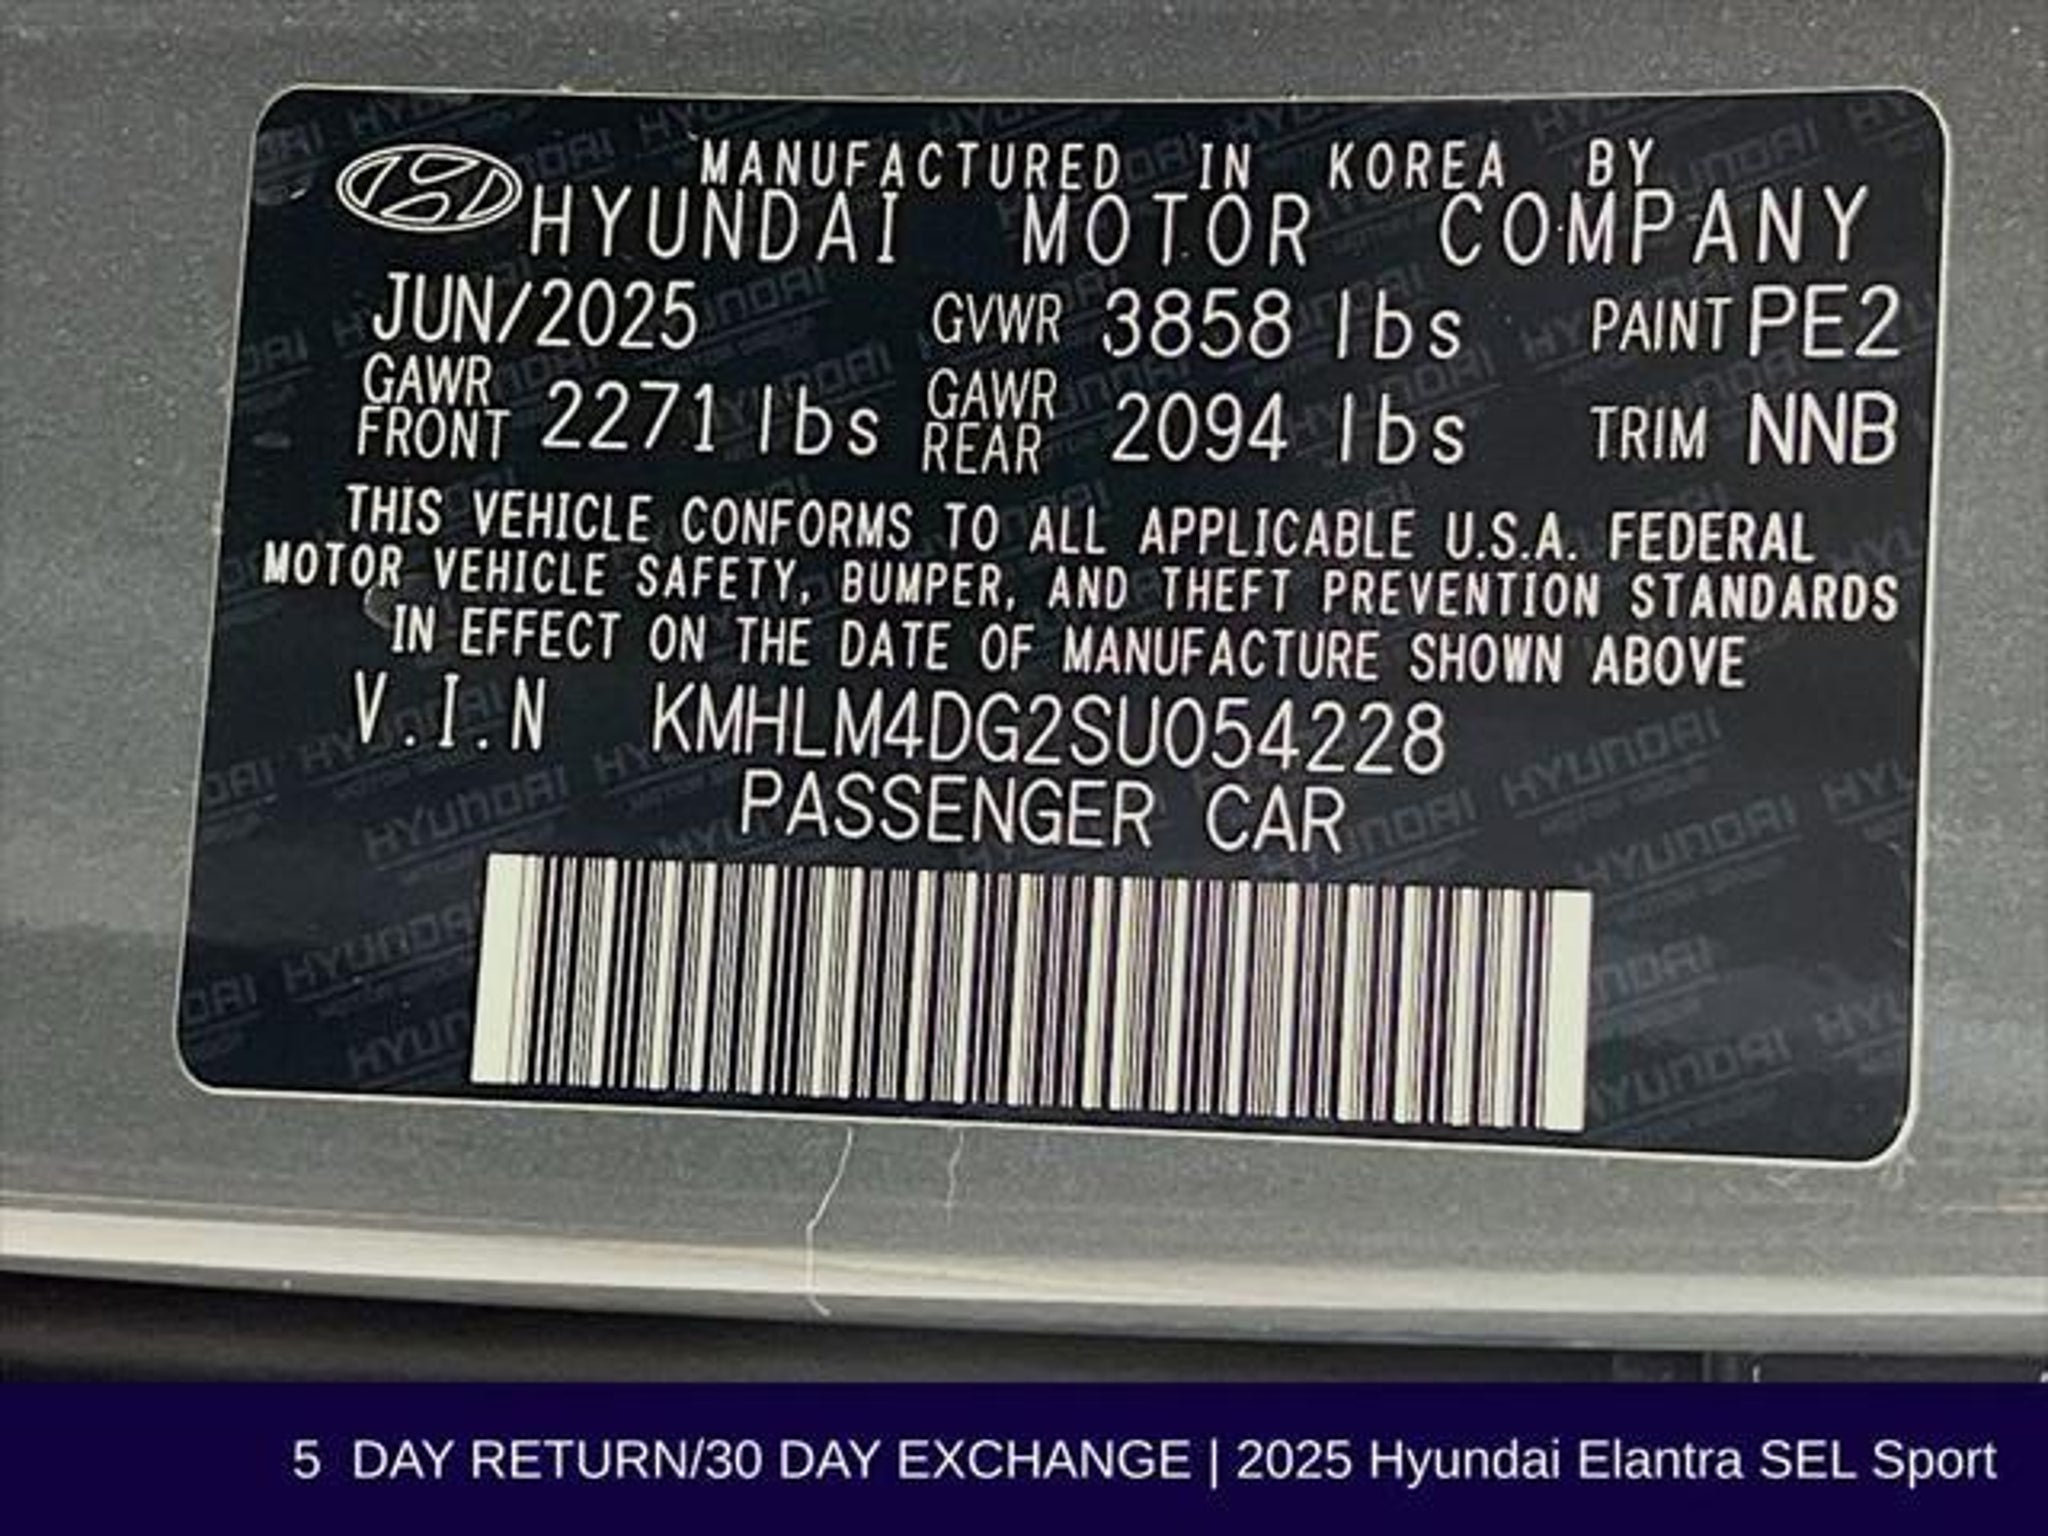 MANUFACTURED IN KOREA BY
HYUNDAI MOTOR COMPANY
JUN/2025 GVWR 3858 lbs PAINT PE2
GAWR FRONT 2271 lbs GAWR REAR 2094 lbs TRIM NNB
THIS VEHICLE CONFORMS TO ALL APPLICABLE U.S.A. FEDERAL
MOTOR VEHICLE SAFETY, BUMPER, AND THEFT PREVENTION STANDARDS
IN EFFECT ON THE DATE OF MANUFACTURE SHOWN ABOVE
V.I.N KMHLM4DG2SU054228
PASSENGER CAR
5 DAY RETURN/30 DAY EXCHANGE | 2025 Hyundai Elantra SEL Sport